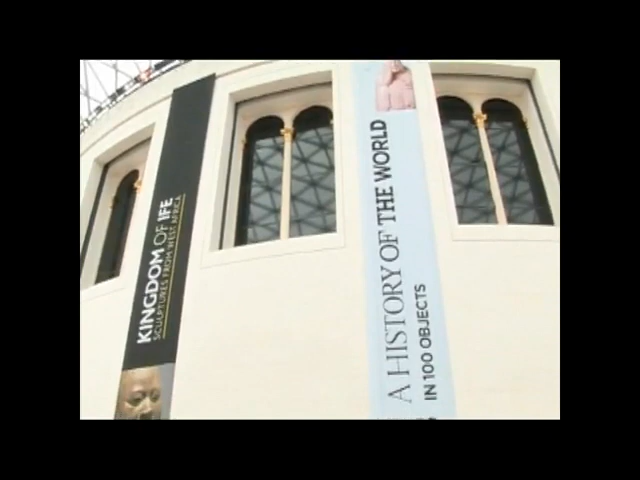 KINGDOM OF IFE
SCULPTURES FROM WEST AFRICA
A HISTORY OF THE WORLD
IN 100 OBJECTS